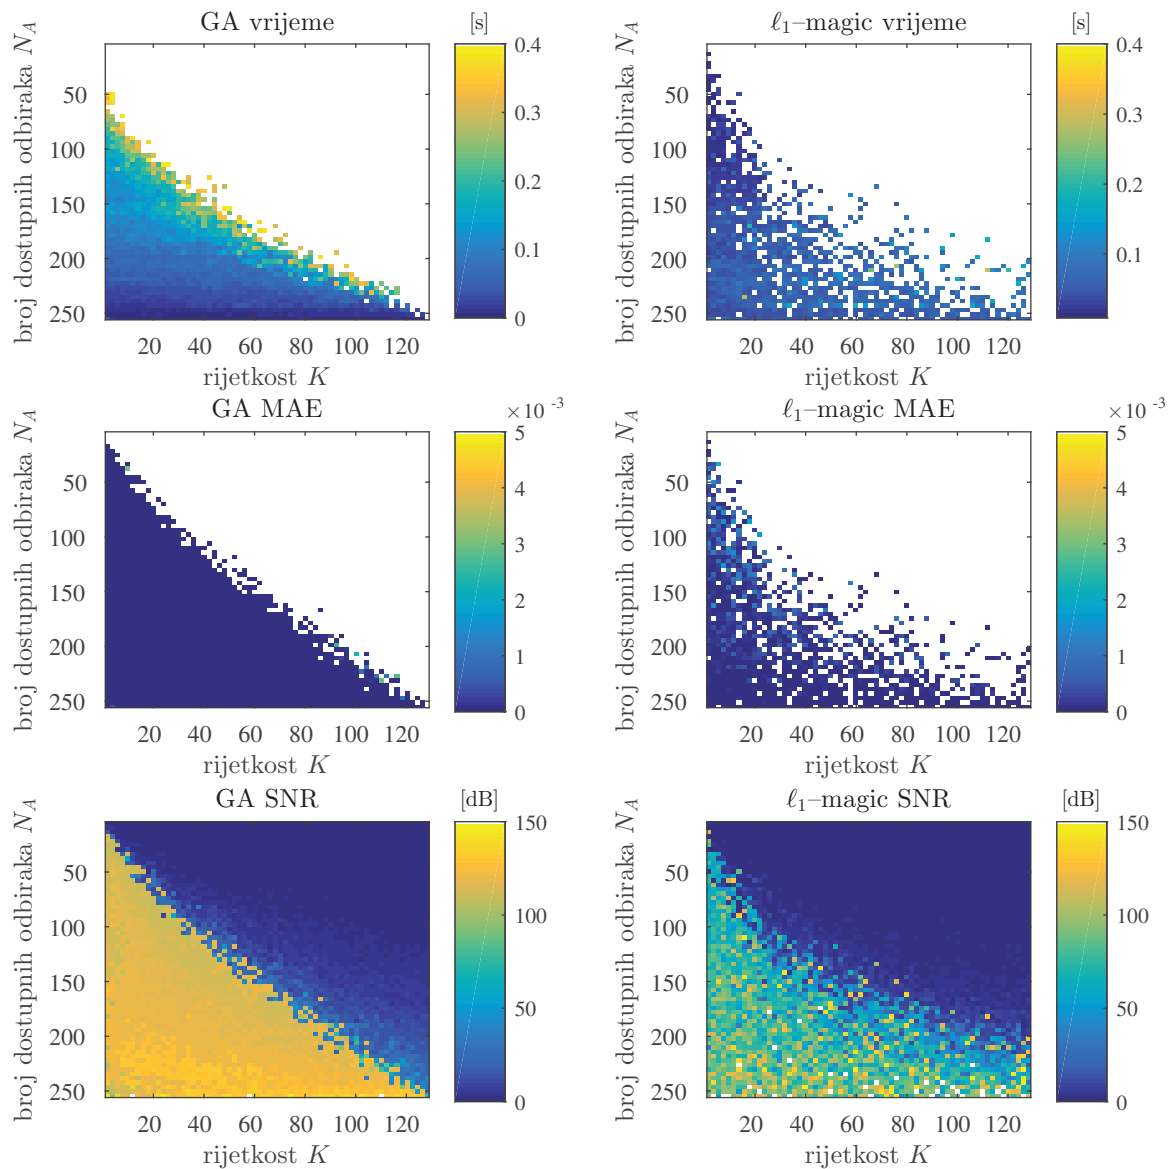 GA vrijeme
[s]
broj dostupnih odbiraka N_A
50
100
150
200
250
20 40 60 80 100 120
rijetkost K
0.4
0.3
0.2
0.1
0
ℓ₁–magic vrijeme
[s]
broj dostupnih odbiraka N_A
50
100
150
200
250
20 40 60 80 100 120
rijetkost K
0.4
0.3
0.2
0.1
GA MAE
×10 -3
broj dostupnih odbiraka N_A
50
100
150
200
250
20 40 60 80 100 120
rijetkost K
5
4
3
2
1
0
ℓ₁–magic MAE
×10 -3
broj dostupnih odbiraka N_A
50
100
150
200
250
20 40 60 80 100 120
rijetkost K
5
4
3
2
1
0
GA SNR
[dB]
broj dostupnih odbiraka N_A
50
100
150
200
250
20 40 60 80 100 120
rijetkost K
150
100
50
0
ℓ₁–magic SNR
[dB]
broj dostupnih odbiraka N_A
50
100
150
200
250
20 40 60 80 100 120
rijetkost K
150
100
50
0